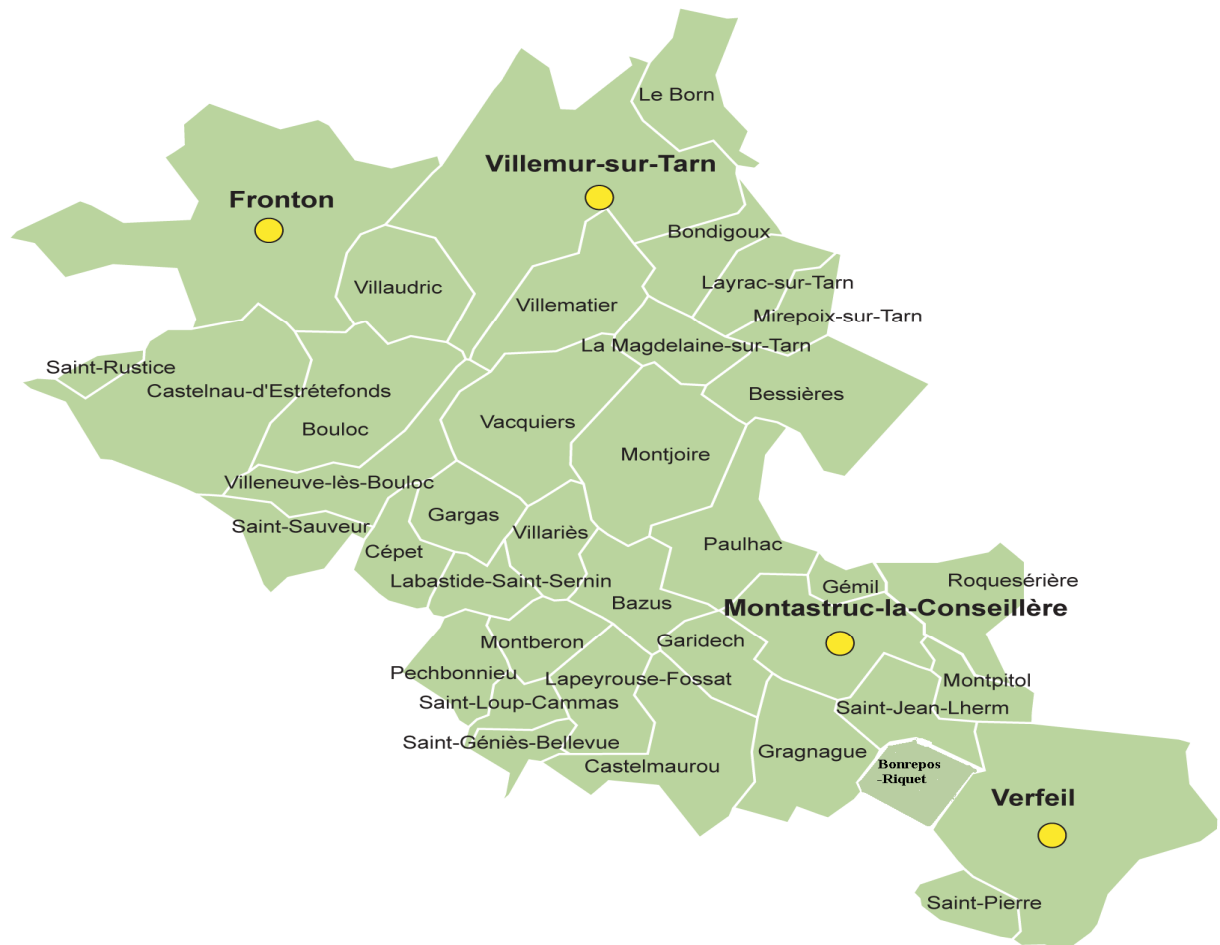 Le Born
Villemur-sur-Tarn
Fronton
Bondigoux
Villaudric
Layrac-sur-Tarn
Villematier
Mirepoix-sur-Tarn
La Magdelaine-sur-Tarn
Saint-Rustice
Castelnau-d'Estrétefonds
Bessières
Vacquiers
Bouloc
Montjoire
Villeneuve-lès-Bouloc
Gargas
Saint-Sauveur
Villariès
Paulhac
Cépet
Labastide-Saint-Sernin
Roquesérière
Gémil
Bazus
Montastruc-la-Conseillère
Montberon
Garidech
Pechbonnieu
Lapeyrouse-Fossat
Montpitol
Saint-Loup-Cammas
Saint-Jean-Lherm
Saint-Géniès-Bellevue
Gragnague
Castelmaurou
Bonrepos
-Riquet
Verfeil
Saint-Pierre